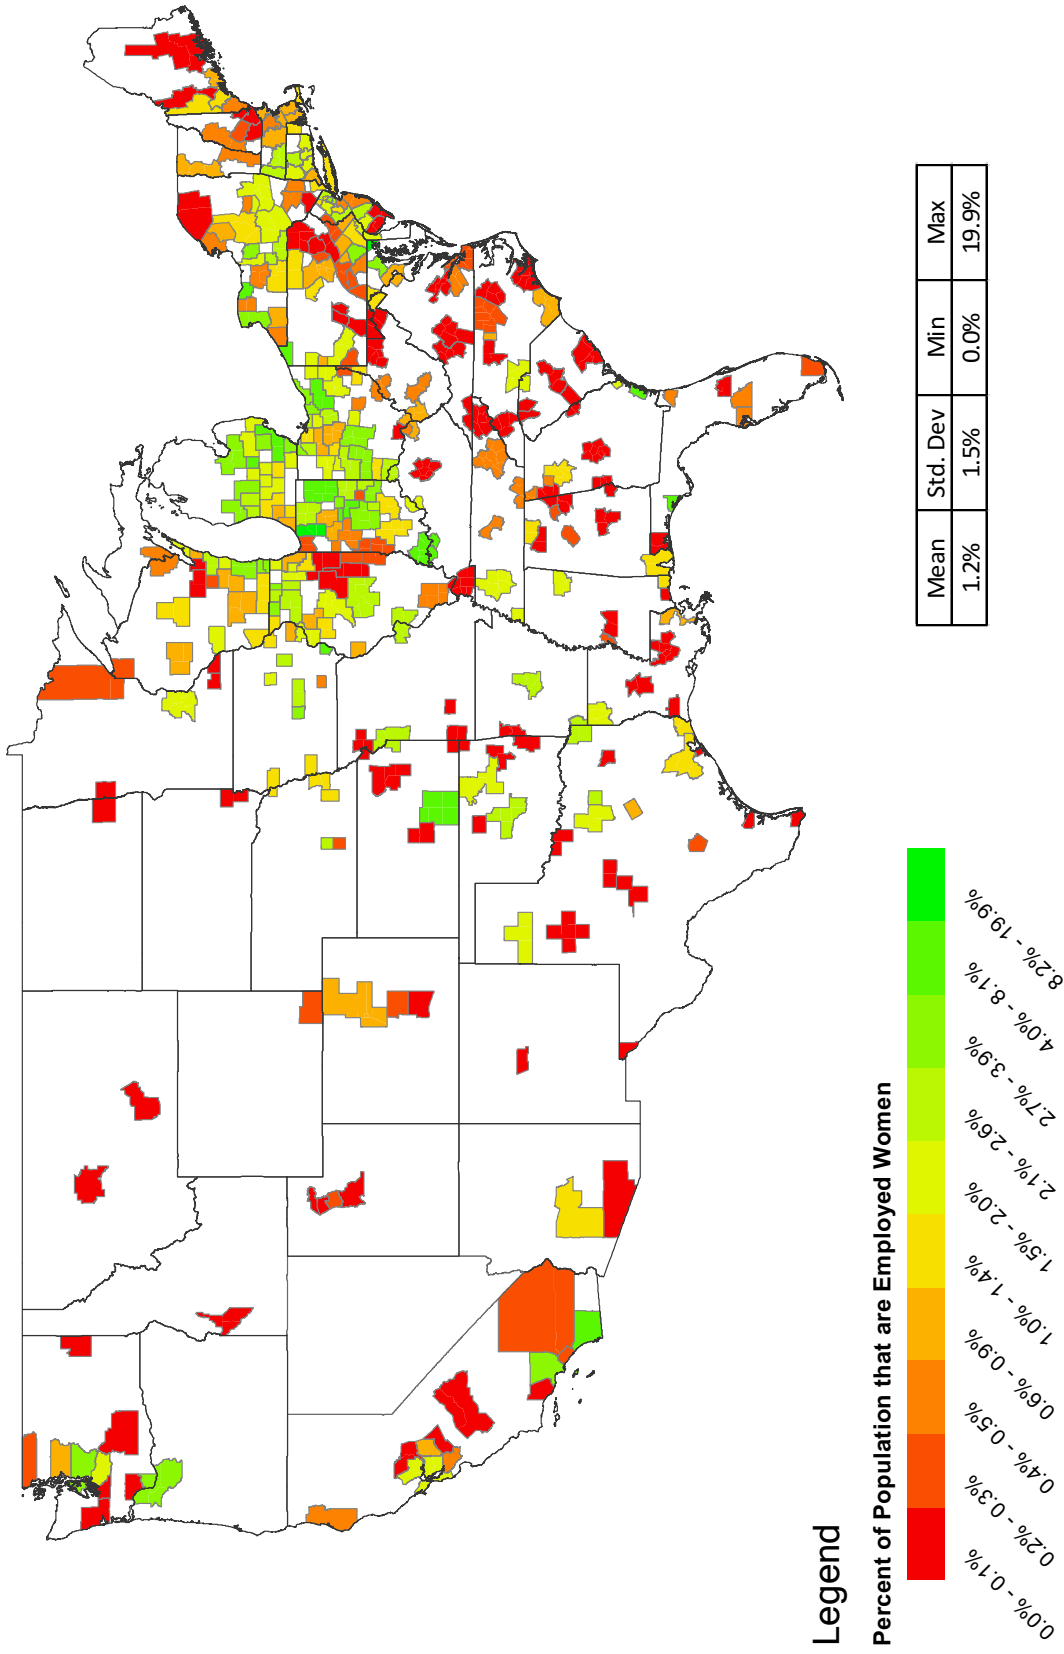 Mean Std. Dev Min Max
1.2% 1.5% 0.0% 19.9%
Legend
Percent of Population that are Employed Women
0.0% - 0.1%
0.2% - 0.3%
0.4% - 0.5%
0.6% - 0.9%
1.0% - 1.4%
1.5% - 2.0%
2.1% - 2.6%
2.7% - 3.9%
4.0% - 8.1%
8.2% - 19.9%